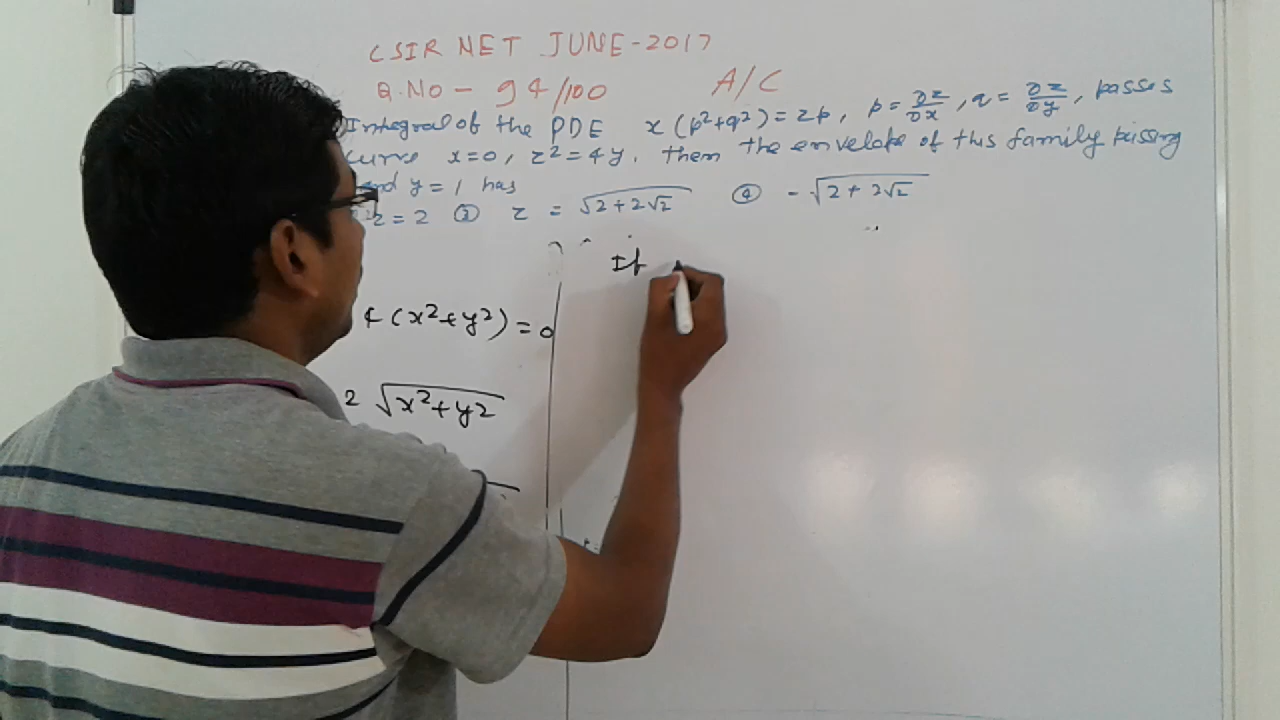 CSIR NET JUNE-2017
Q.NO - 94/100 A/C
Integral of the PDE x(p²+q²)=zp, p=∂z/∂x, q=∂z/∂y, passes
curve x=0, z²=4y. then the envelope of this family passing
and y=1 has
z=2 ③ z = √2+2√2 ④ -√2+2√2
4(x²+y²)=0
2 √x²+y²
If